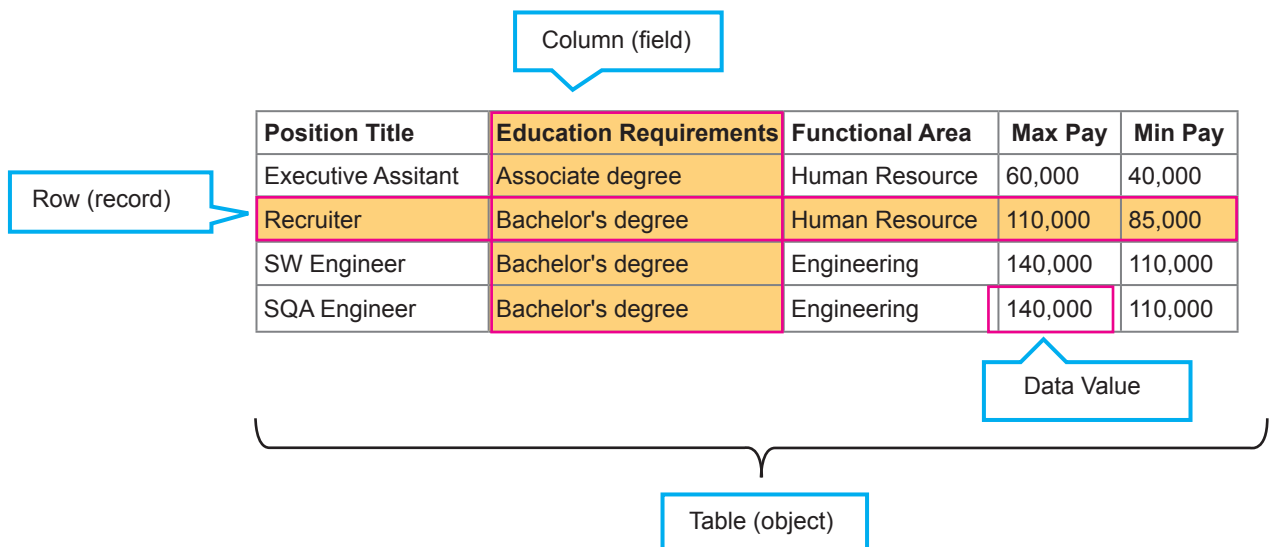 Column (field)
Position Title Education Requirements Functional Area Max Pay Min Pay
Executive Assitant Associate degree Human Resource 60,000 40,000
Row (record)
Recruiter Bachelor's degree Human Resource 110,000 85,000
SW Engineer Bachelor's degree Engineering 140,000 110,000
SQA Engineer Bachelor's degree Engineering 140,000 110,000
Data Value
Table (object)